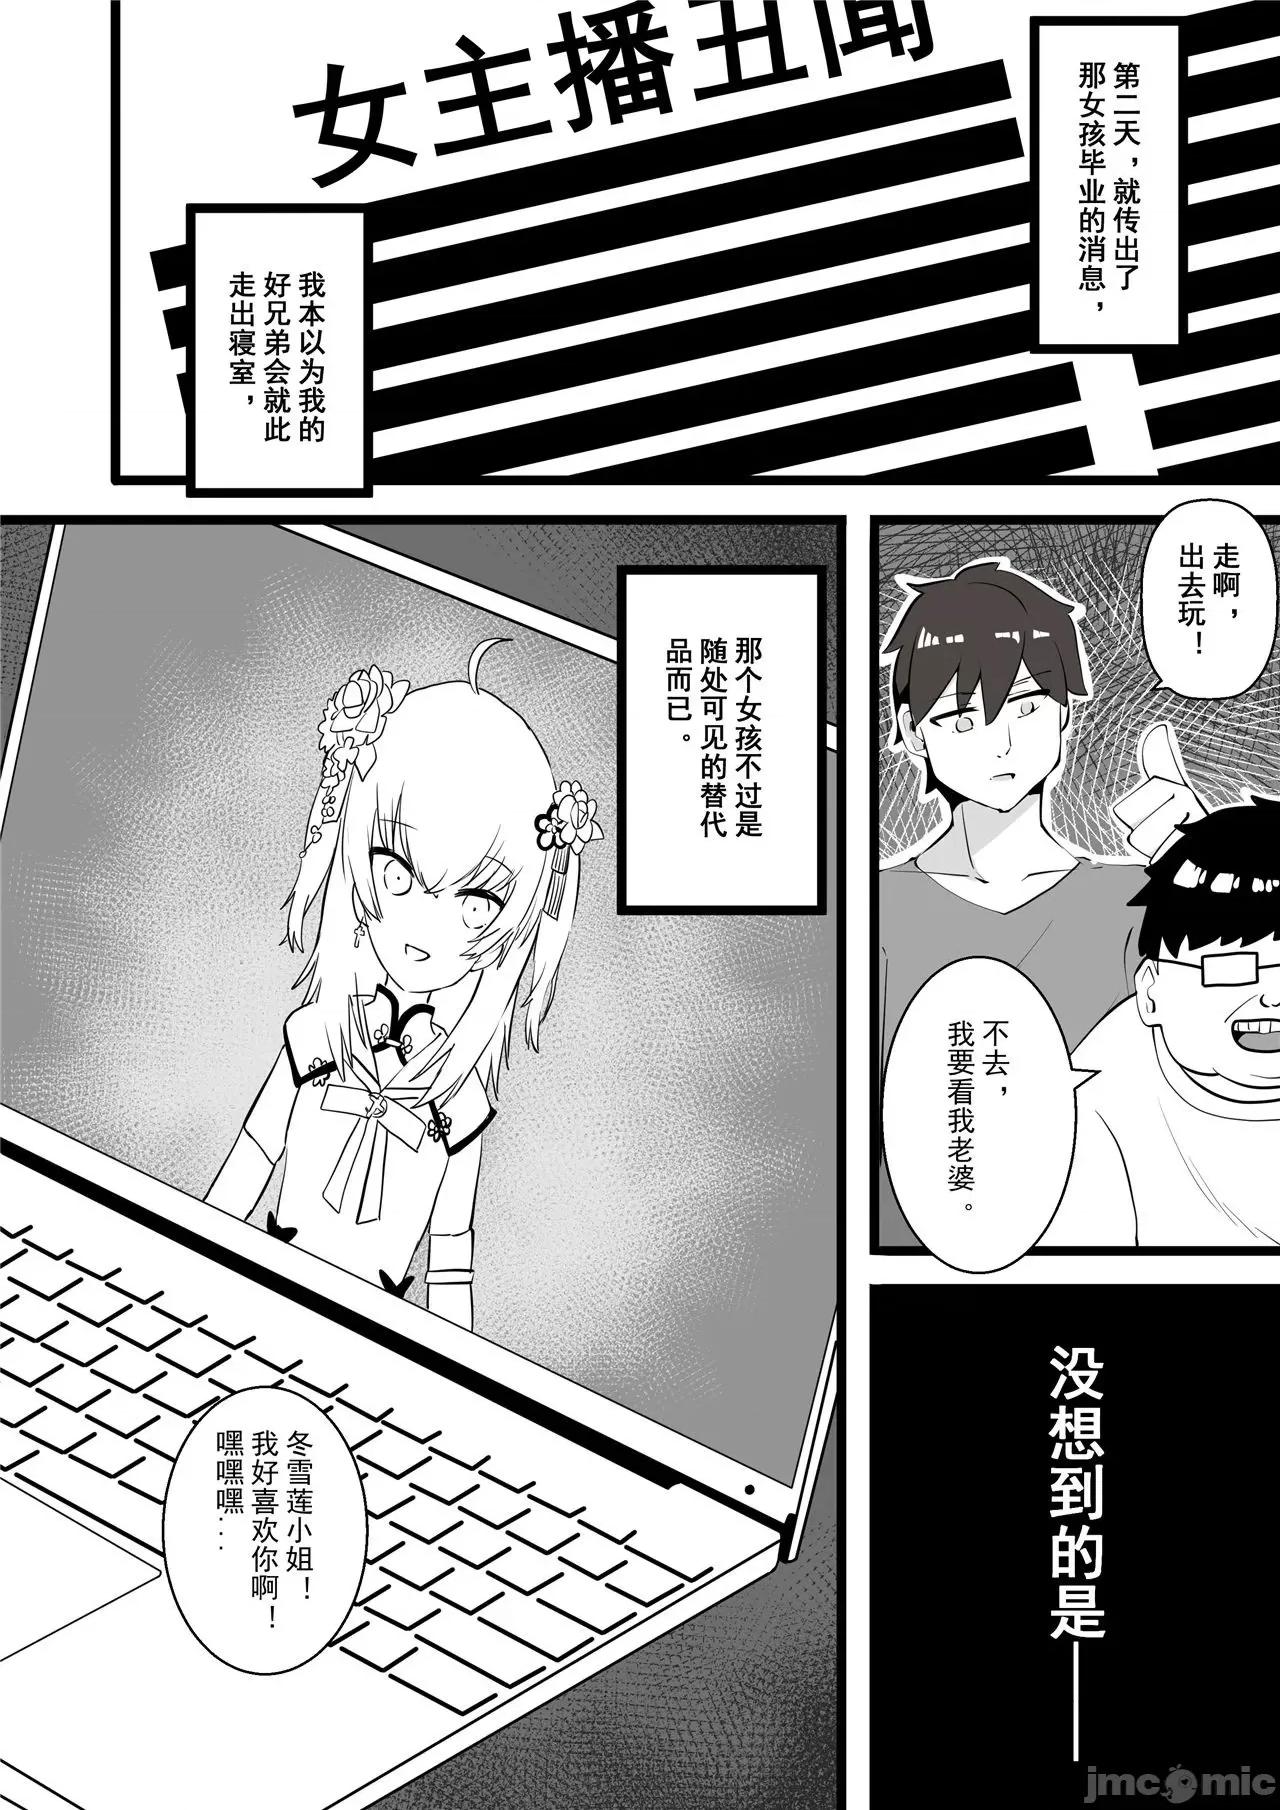 女主播丑闻
第二天，就传出了
那女孩毕业的消息，
我本以为我的
好兄弟会就此
走出寝室，
走啊，
出去玩！
不去，
我要看我老婆。
没想到的是——
那个女孩不过是
随处可见的替代
品而已。
冬雪莲小姐！
我好喜欢你啊！
嘿嘿嘿…
jmcomic